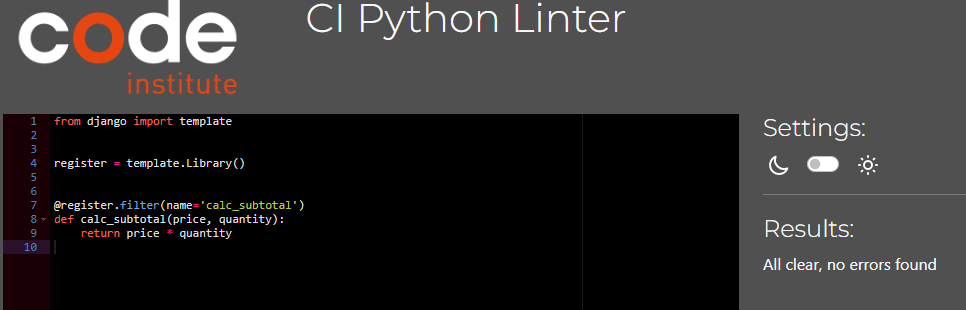 code
institute
CI Python Linter
1 from django import template
2
3
4 register = template.Library()
5
6
7 @register.filter(name='calc_subtotal')
8 def calc_subtotal(price, quantity):
9     return price * quantity
10
Settings:
Results:
All clear, no errors found